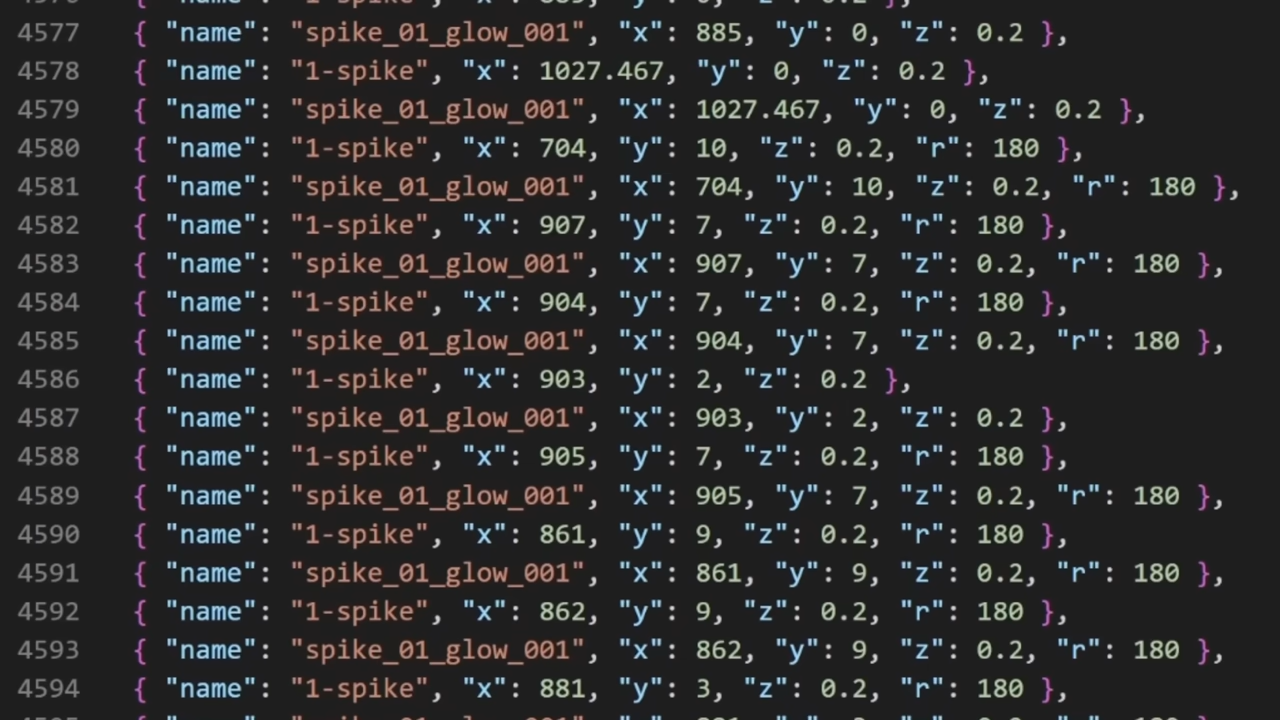 4577 { "name": "spike_01_glow_001", "x": 885, "y": 0, "z": 0.2 },
4578 { "name": "1-spike", "x": 1027.467, "y": 0, "z": 0.2 },
4579 { "name": "spike_01_glow_001", "x": 1027.467, "y": 0, "z": 0.2 },
4580 { "name": "1-spike", "x": 704, "y": 10, "z": 0.2, "r": 180 },
4581 { "name": "spike_01_glow_001", "x": 704, "y": 10, "z": 0.2, "r": 180 },
4582 { "name": "1-spike", "x": 907, "y": 7, "z": 0.2, "r": 180 },
4583 { "name": "spike_01_glow_001", "x": 907, "y": 7, "z": 0.2, "r": 180 },
4584 { "name": "1-spike", "x": 904, "y": 7, "z": 0.2, "r": 180 },
4585 { "name": "spike_01_glow_001", "x": 904, "y": 7, "z": 0.2, "r": 180 },
4586 { "name": "1-spike", "x": 903, "y": 2, "z": 0.2 },
4587 { "name": "spike_01_glow_001", "x": 903, "y": 2, "z": 0.2 },
4588 { "name": "1-spike", "x": 905, "y": 7, "z": 0.2, "r": 180 },
4589 { "name": "spike_01_glow_001", "x": 905, "y": 7, "z": 0.2, "r": 180 },
4590 { "name": "1-spike", "x": 861, "y": 9, "z": 0.2, "r": 180 },
4591 { "name": "spike_01_glow_001", "x": 861, "y": 9, "z": 0.2, "r": 180 },
4592 { "name": "1-spike", "x": 862, "y": 9, "z": 0.2, "r": 180 },
4593 { "name": "spike_01_glow_001", "x": 862, "y": 9, "z": 0.2, "r": 180 },
4594 { "name": "1-spike", "x": 881, "y": 3, "z": 0.2, "r": 180 },